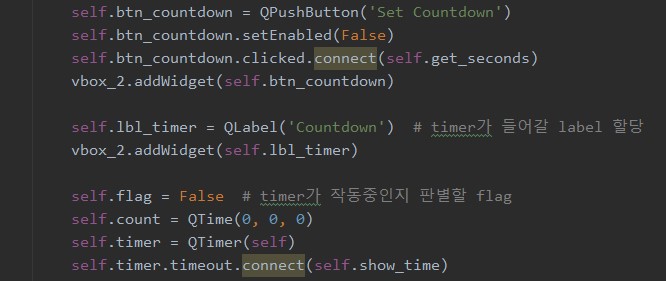 self.btn_countdown = QPushButton('Set Countdown')
self.btn_countdown.setEnabled(False)
self.btn_countdown.clicked.connect(self.get_seconds)
vbox_2.addWidget(self.btn_countdown)
self.lbl_timer = QLabel('Countdown')  # timer가 들어갈 label 할당
vbox_2.addWidget(self.lbl_timer)
self.flag = False  # timer가 작동중인지 판별할 flag
self.count = QTime(0, 0, 0)
self.timer = QTimer(self)
self.timer.timeout.connect(self.show_time)